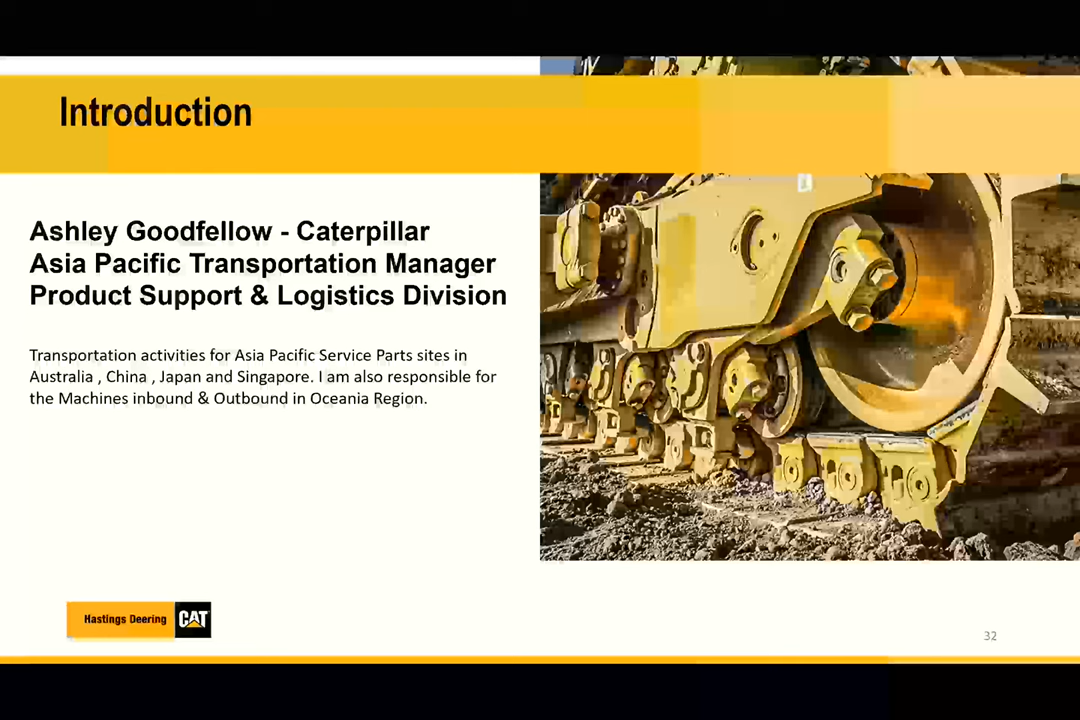 Introduction
Ashley Goodfellow - Caterpillar
Asia Pacific Transportation Manager
Product Support & Logistics Division
Transportation activities for Asia Pacific Service Parts sites in
Australia , China , Japan and Singapore. I am also responsible for
the Machines inbound & Outbound in Oceania Region.
Hastings Deering CAT
32